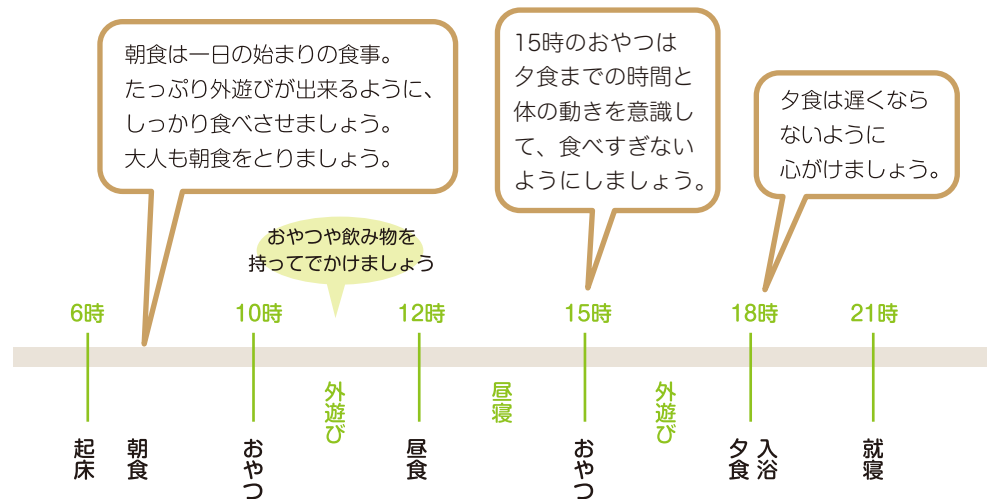 朝食は一日の始まりの食事。
たっぷり外遊びが出来るように、
しっかり食べさせましょう。
大人も朝食をとりましょう。
15時のおやつは
夕食までの時間と
体の動きを意識し
て、食べすぎない
ようにしましょう。
夕食は遅くなら
ないように
心がけましょう。
おやつや飲み物を
持ってでかけましょう
6時
10時
12時
15時
18時
21時
外遊び
昼寝
外遊び
起床
朝食
おやつ
昼食
おやつ
入浴
夕食
就寝